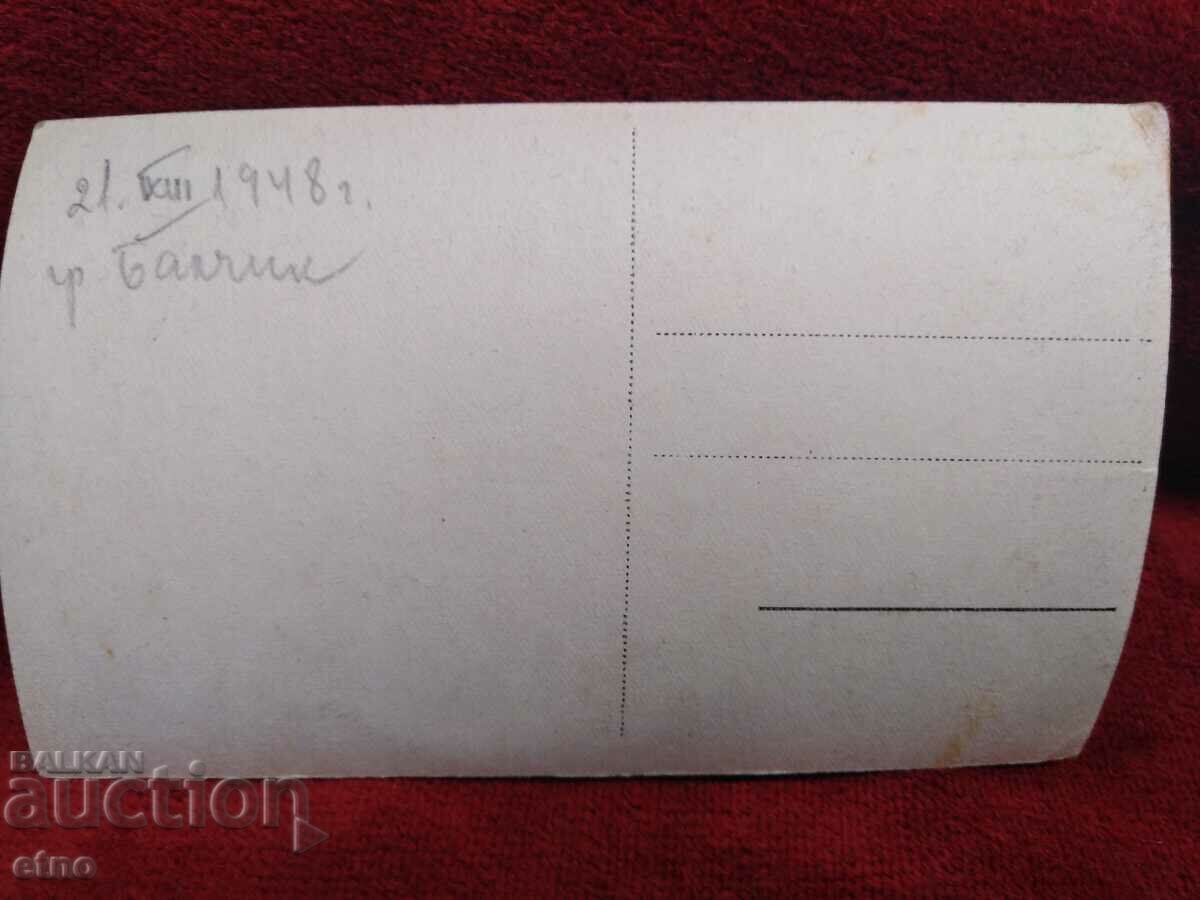 21. VIII 1948 г.
гр Балчик
BALKAN
auction
etno